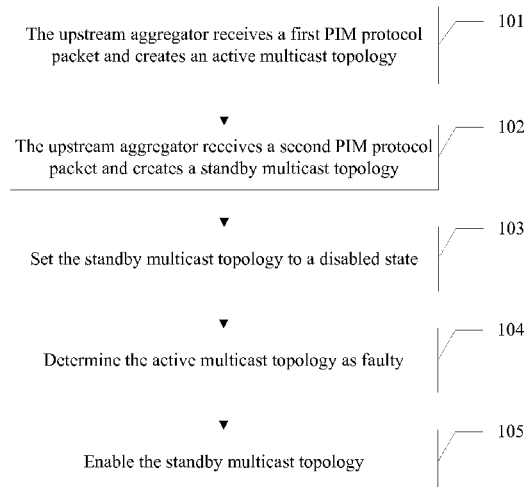 The upstream aggregator receives a first PIM protocol
packet and creates an active multicast topology
101
The upstream aggregator receives a second PIM protocol
packet and creates a standby multicast topology
102
Set the standby multicast topology to a disabled state
103
Determine the active multicast topology as faulty
104
Enable the standby multicast topology
105